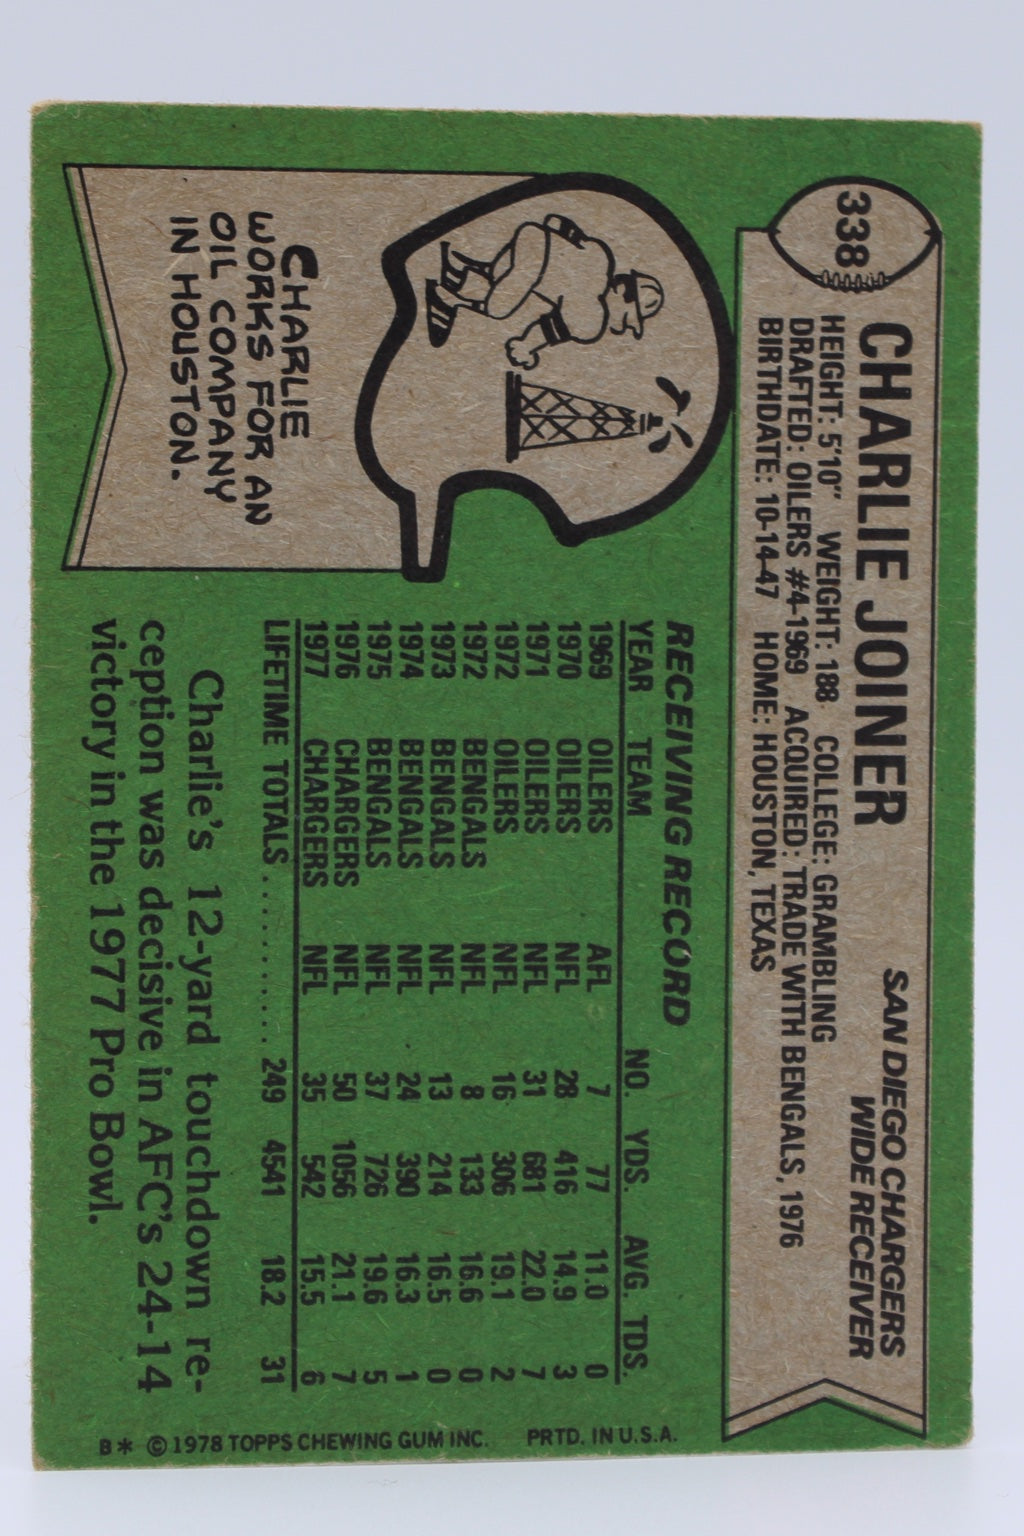 338
CHARLIE JOINER
SAN DIEGO CHARGERS
WIDE RECEIVER
HEIGHT: 5'10" WEIGHT: 188 COLLEGE: GRAMBLING
DRAFTED: OILERS #4-1969 ACQUIRED: TRADE WITH BENGALS, 1976
BIRTHDATE: 10-14-47 HOME: HOUSTON, TEXAS
CHARLIE
WORKS FOR AN
OIL COMPANY
IN HOUSTON.
RECEIVING RECORD
YEAR TEAM NO. YDS. AVG. TDS.
1969 OILERS AFL 7 77 11.0 0
1970 OILERS NFL 28 416 14.9 3
1971 OILERS NFL 31 681 22.0 7
1972 OILERS NFL 16 306 19.1 2
1972 BENGALS NFL 8 133 16.6 0
1973 BENGALS NFL 13 214 16.5 0
1974 BENGALS NFL 24 390 16.3 1
1975 BENGALS NFL 37 726 19.6 5
1976 CHARGERS NFL 50 1056 21.1 7
1977 CHARGERS NFL 35 542 15.5 6
LIFETIME TOTALS .......... 249 4541 18.2 31
Charlie's 12-yard touchdown re-
ception was decisive in AFC's 24-14
victory in the 1977 Pro Bowl.
B* © 1978 TOPPS CHEWING GUM INC. PRTD. IN U.S.A.